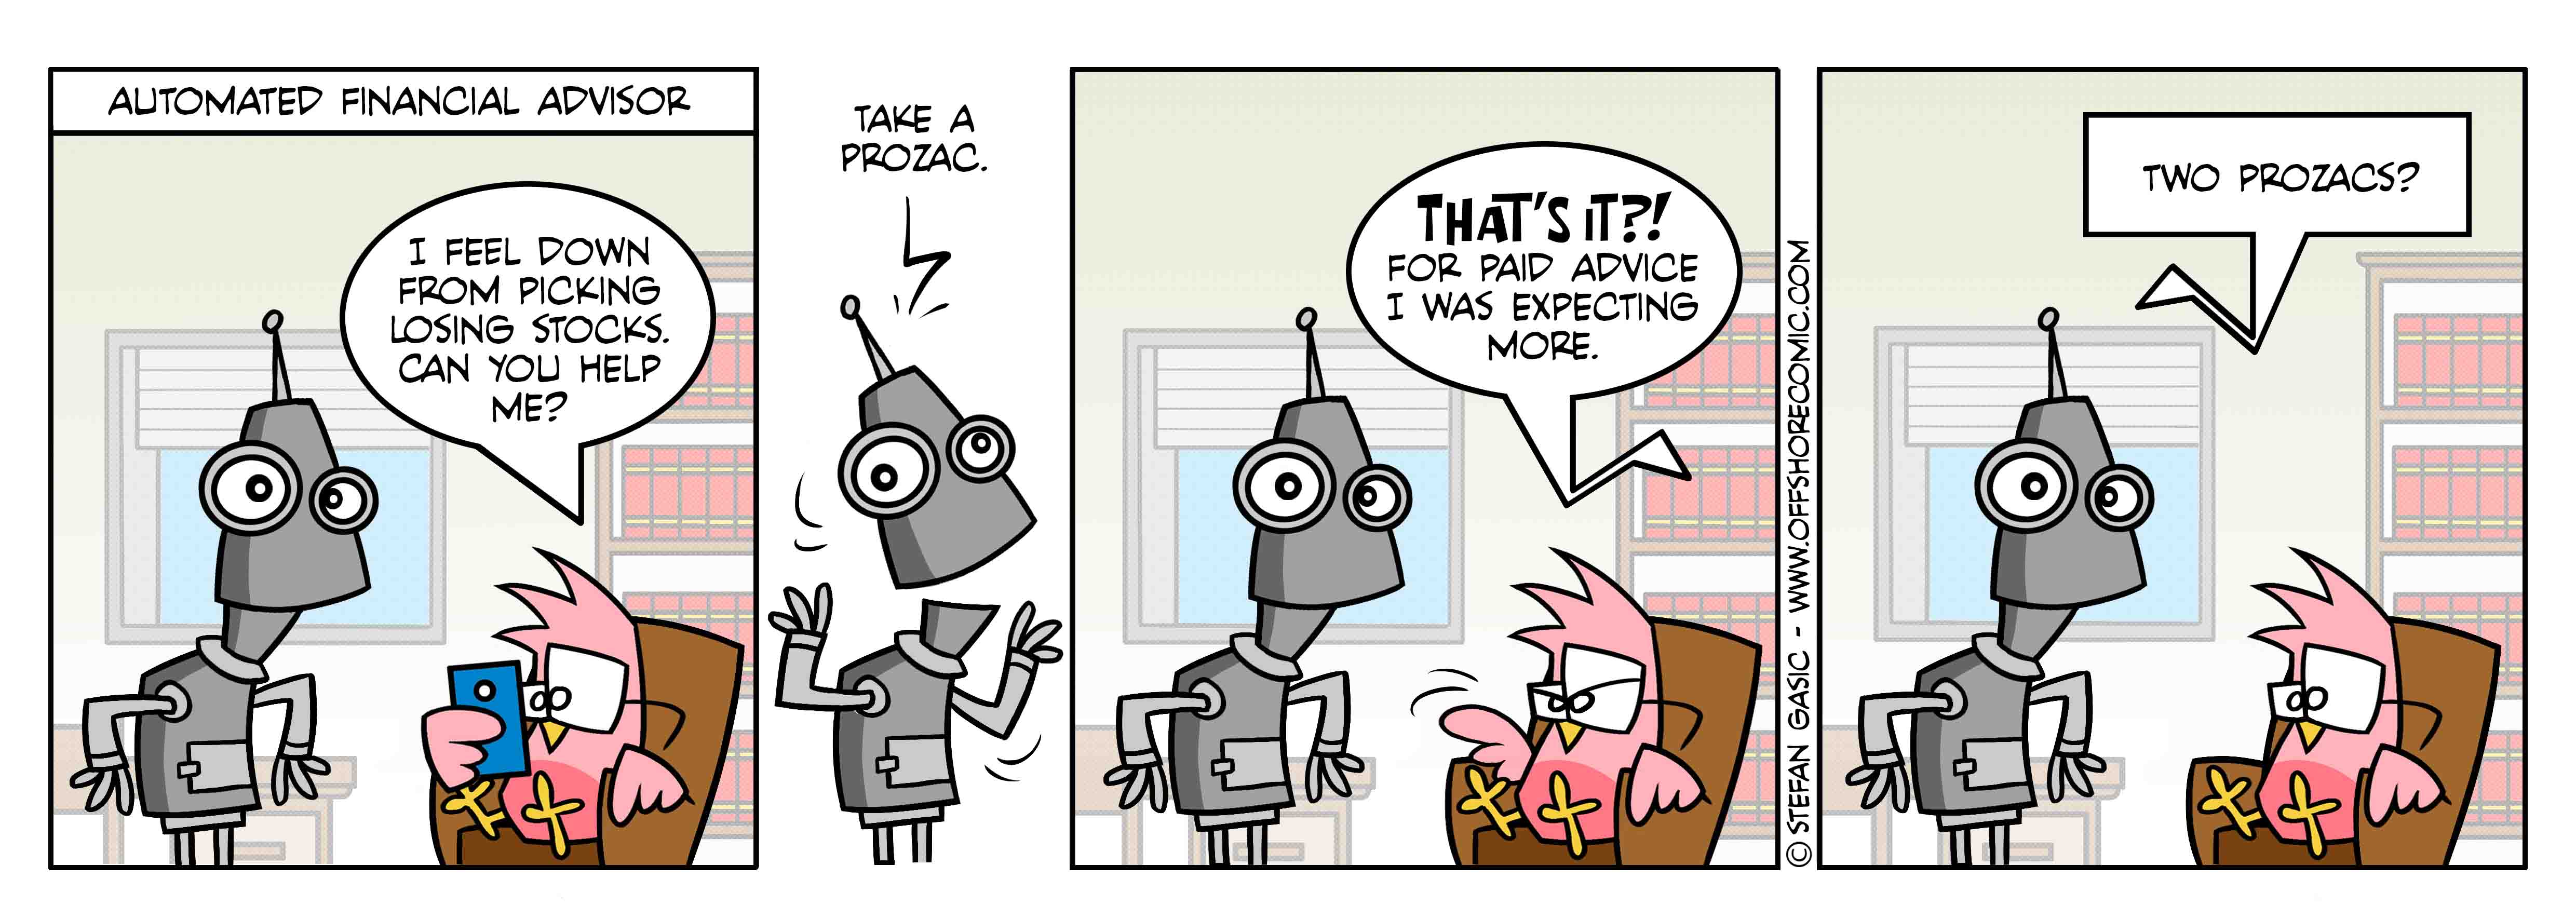 AUTOMATED FINANCIAL ADVISOR
I FEEL DOWN
FROM PICKING
LOSING STOCKS.
CAN YOU HELP
ME?
TAKE A
PROZAC.
THAT'S IT?!
FOR PAID ADVICE
I WAS EXPECTING
MORE.
© STEFAN GASIC - WWW.OFFSHORECOMIC.COM
TWO PROZACS?